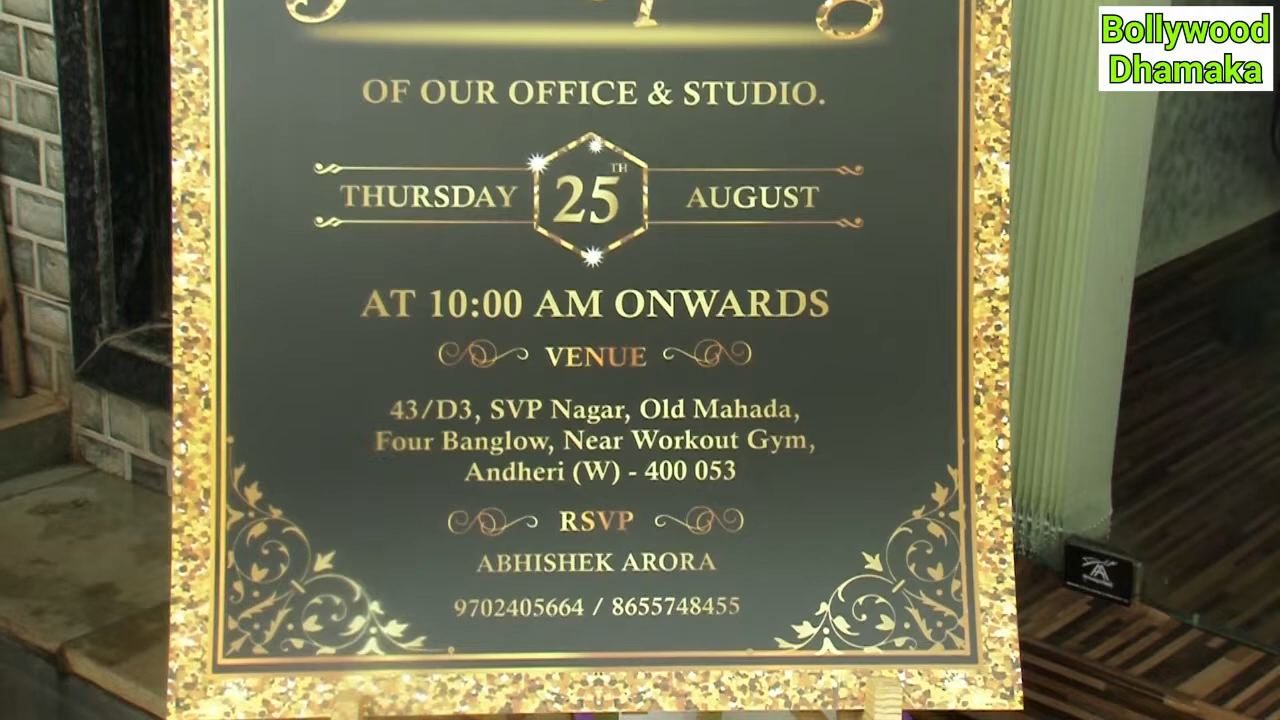 Bollywood
Dhamaka
OF OUR OFFICE & STUDIO.
THURSDAY 25TH AUGUST
AT 10:00 AM ONWARDS
VENUE
43/D3, SVP Nagar, Old Mahada,
Four Banglow, Near Workout Gym,
Andheri (W) - 400 053
RSVP
ABHISHEK ARORA
9702405664 / 8655748455